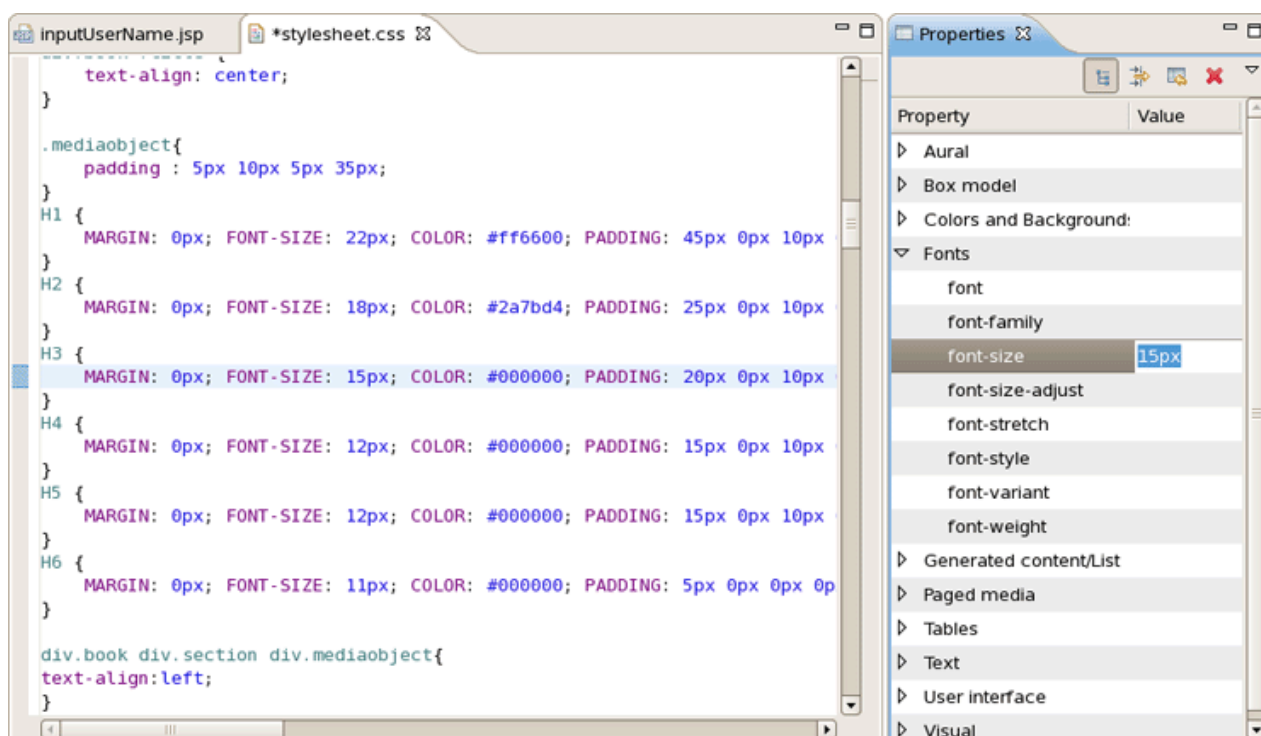 inputUserName.jsp
*stylesheet.css
text-align: center;
}
.mediaobject{
padding : 5px 10px 5px 35px;
}
H1 {
MARGIN: 0px; FONT-SIZE: 22px; COLOR: #ff6600; PADDING: 45px 0px 10px
}
H2 {
MARGIN: 0px; FONT-SIZE: 18px; COLOR: #2a7bd4; PADDING: 25px 0px 10px
}
H3 {
MARGIN: 0px; FONT-SIZE: 15px; COLOR: #000000; PADDING: 20px 0px 10px
}
H4 {
MARGIN: 0px; FONT-SIZE: 12px; COLOR: #000000; PADDING: 15px 0px 10px
}
H5 {
MARGIN: 0px; FONT-SIZE: 12px; COLOR: #000000; PADDING: 15px 0px 10px
}
H6 {
MARGIN: 0px; FONT-SIZE: 11px; COLOR: #000000; PADDING: 5px 0px 0px 0p
}
div.book div.section div.mediaobject{
text-align:left;
}
Properties
Property Value
Aural
Box model
Colors and Backgrounds
Fonts
font
font-family
font-size 15px
font-size-adjust
font-stretch
font-style
font-variant
font-weight
Generated content/List
Paged media
Tables
Text
User interface
Visual